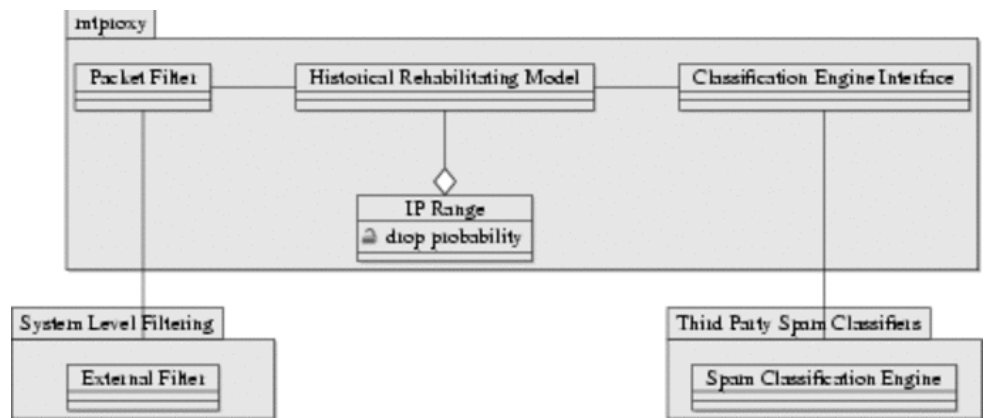 mtproxy
Packet Filter
Historical Rehabilitating Model
Classification Engine Interface
IP Range
drop probability
System Level Filtering
Third Party Spam Classifiers
External Filter
Spam Classification Engine